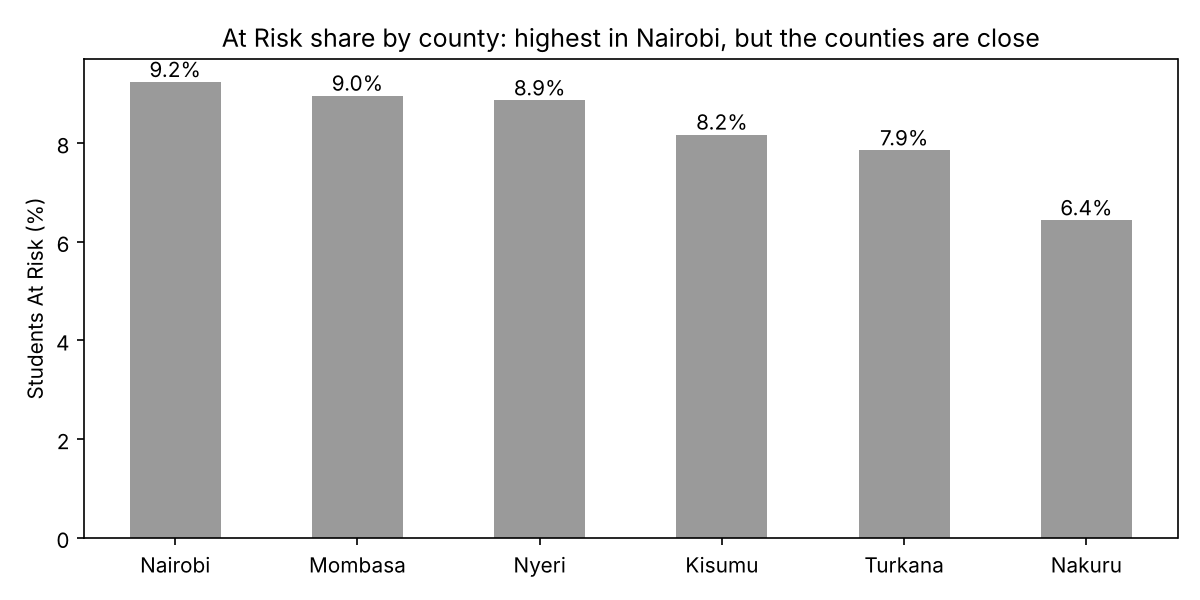 At Risk share by county: highest in Nairobi, but the counties are close
Students At Risk (%)
8
6
4
2
0
9.2%
9.0%
8.9%
8.2%
7.9%
6.4%
Nairobi
Mombasa
Nyeri
Kisumu
Turkana
Nakuru